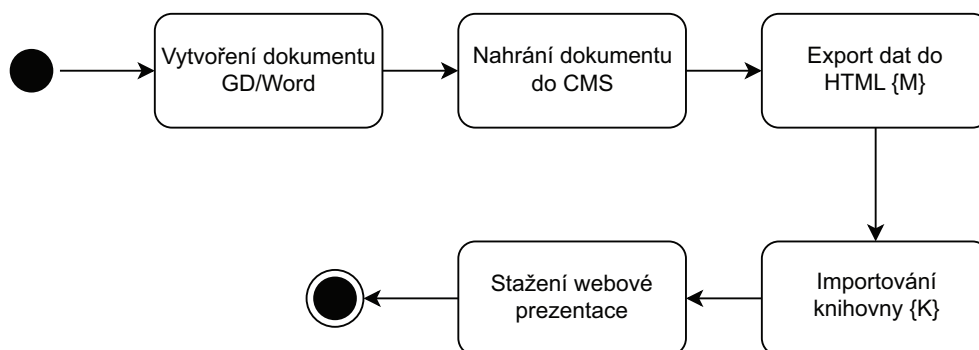 Vytvoření dokumentu
GD/Word
Nahrání dokumentu
do CMS
Export dat do
HTML {M}
Importování
knihovny {K}
Stažení webové
prezentace